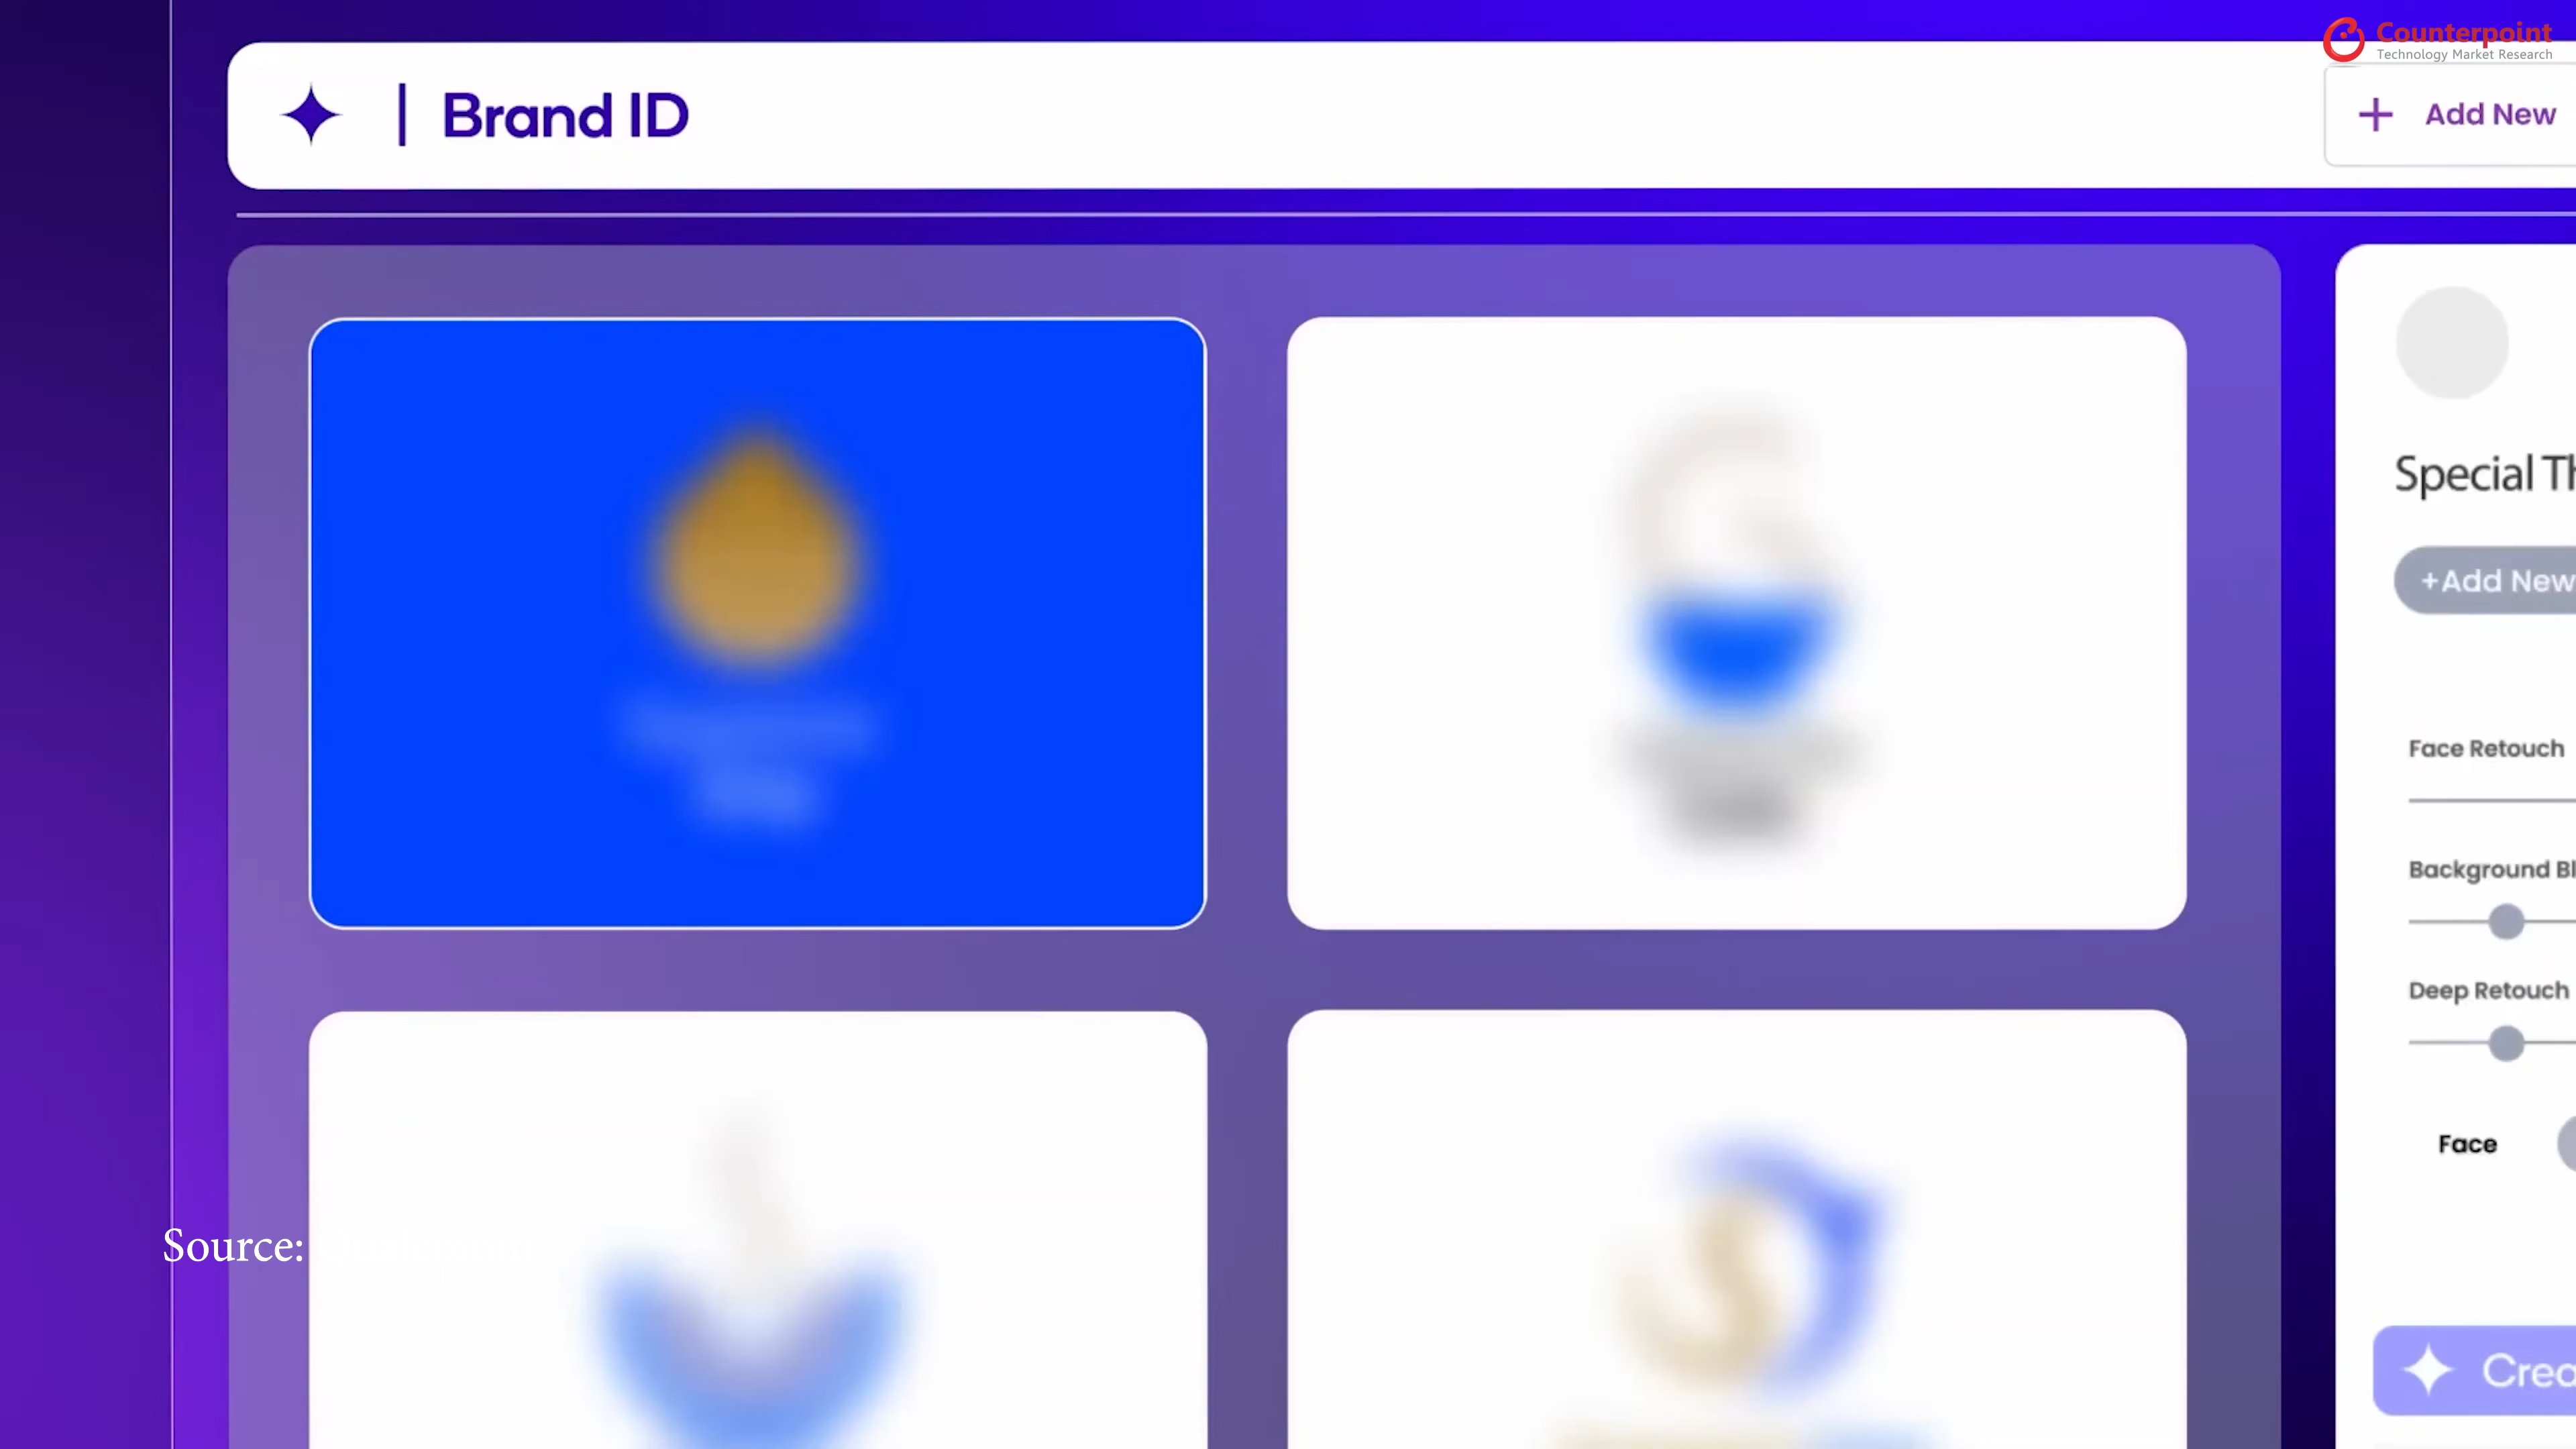 Counterpoint
Technology Market Research
Brand ID
+ Add New
Special Th
+Add New
Face Retouch
Background Bl
Deep Retouch
Face
Source:
Crea